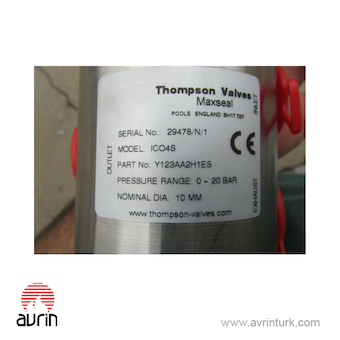 Thompson Valves
Maxseal
POOLE ENGLAND BH17 7EF
SERIAL No.: 29478/N/1
MODEL: ICO4S
PART No: Y123AA2H1ES
PRESSURE RANGE: 0 - 20 BAR
NOMINAL DIA: 10 MM
www.thompson-valves.com
OUTLET
INLET
EXHAUST
CE
avrin
www.avrinturk.com